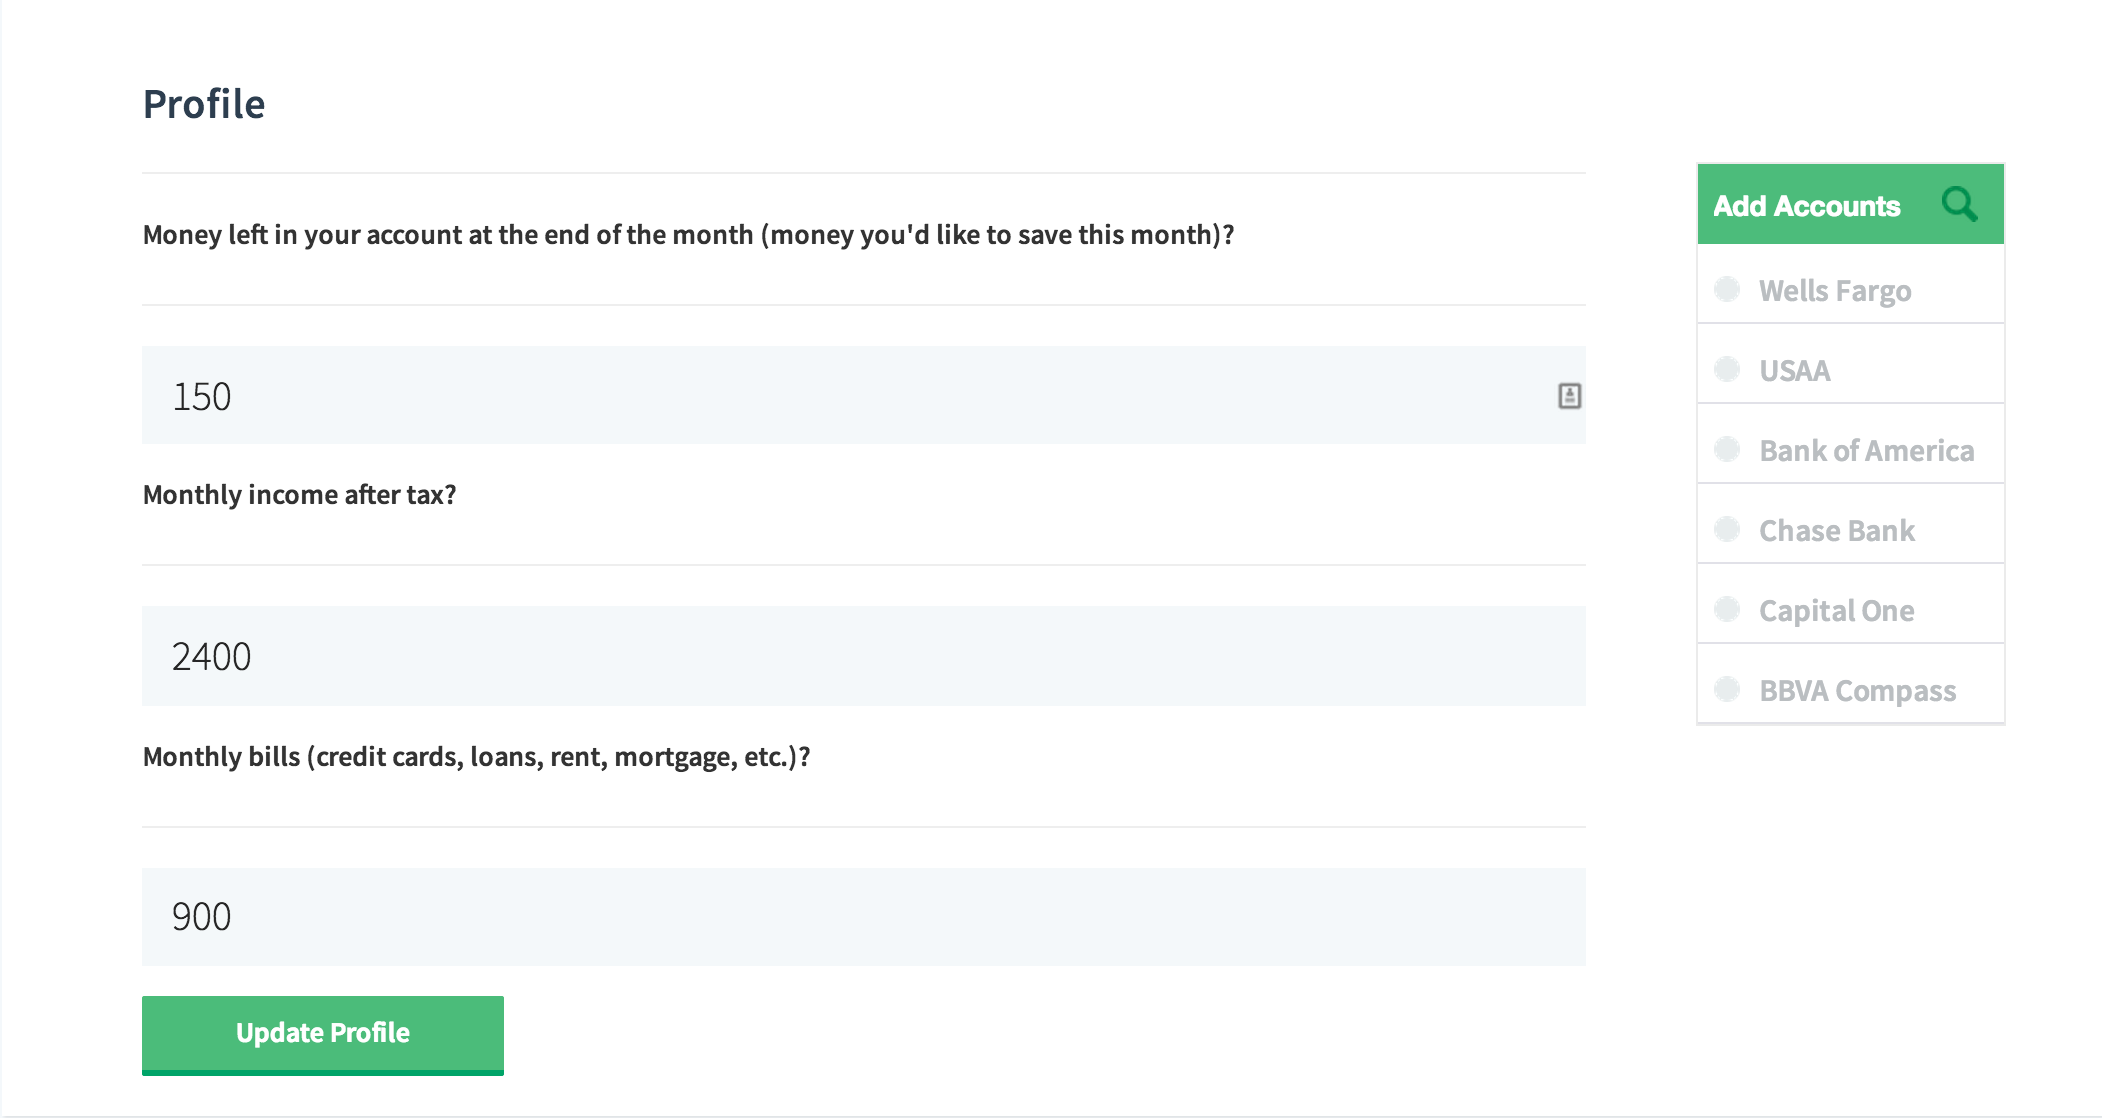 Profile
Money left in your account at the end of the month (money you'd like to save this month)?
150
Monthly income after tax?
2400
Monthly bills (credit cards, loans, rent, mortgage, etc.)?
900
Update Profile
Add Accounts
Wells Fargo
USAA
Bank of America
Chase Bank
Capital One
BBVA Compass